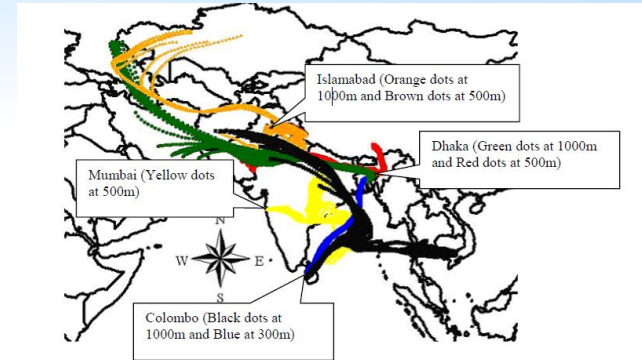 Islamabad (Orange dots at
1000m and Brown dots at 500m)
Dhaka (Green dots at 1000m
and Red dots at 500m)
Mumbai (Yellow dots
at 500m)
N
W E
S
Colombo (Black dots at
1000m and Blue at 300m)